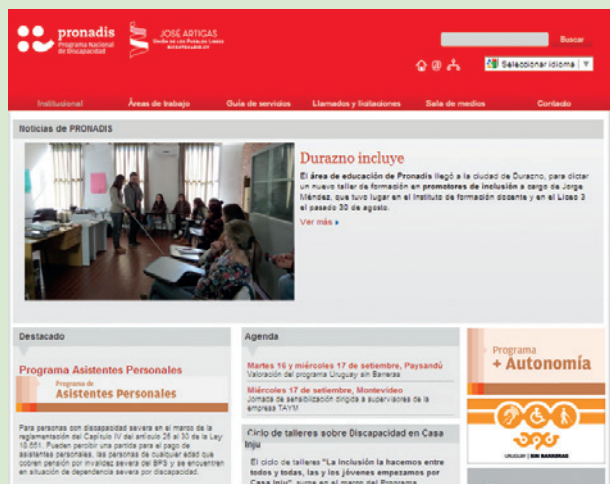 pronadis
Programa Nacional
de Discapacidad
JOSÉ ARTIGAS
Unión de los Pueblos Libres
BICENTENARIO.UY
Buscar
Seleccionar idioma
Institucional
Áreas de trabajo
Guía de servicios
Llamados y licitaciones
Sala de medios
Contacto
Noticias de PRONADIS
Durazno incluye
El área de educación de Pronadis llegó a la ciudad de Durazno, para dictar
un nuevo taller de formación en promotores de inclusión a cargo de Jorge
Méndez, que tuvo lugar en el Instituto de formación docente y en el Liceo 3
el pasado 30 de agosto.
Ver más
Destacado
Programa Asistentes Personales
Programa de
Asistentes Personales
Para personas con discapacidad severa en el marco de la
reglamentación del Capítulo IV del artículo 25 al 30 de la Ley
18.651. Pueden percibir una partida para el pago de
asistentes personales, las personas de cualquier edad que
cobren pensión por invalidez severa del BPS y se encuentren
en situación de dependencia severa por discapacidad.
Agenda
Martes 16 y miércoles 17 de setiembre, Paysandú
Valoración del programa Uruguay sin Barreras
Miércoles 17 de setiembre, Montevideo
Jornada de sensibilización dirigida a supervisores de la
empresa TAYM
Ciclo de talleres sobre Discapacidad en Casa
Inju
El ciclo de talleres "La inclusión la hacemos entre
todos y todas, las y los jóvenes empezamos por
Casa Inju", surge en el marco del Programa
Programa
+ Autonomía
URUGUAY | SIN BARRERAS